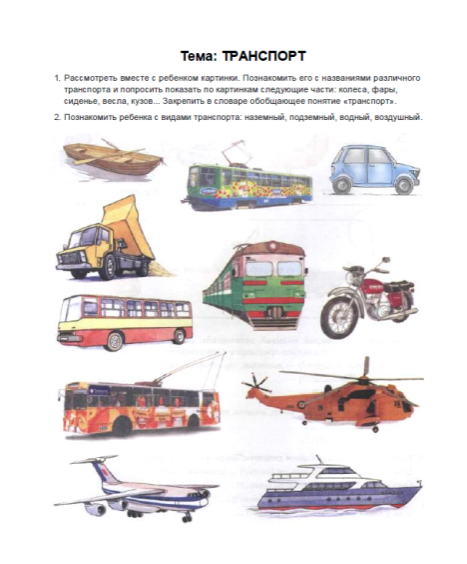 Тема: ТРАНСПОРТ
1. Рассмотреть вместе с ребенком картинки. Познакомить его с названиями различного
транспорта и попросить показать по картинкам следующие части: колеса, фары,
сиденье, весла, кузов... Закрепить в словаре обобщающее понятие «транспорт».
2. Познакомить ребенка с видами транспорта: наземный, подземный, водный, воздушный.